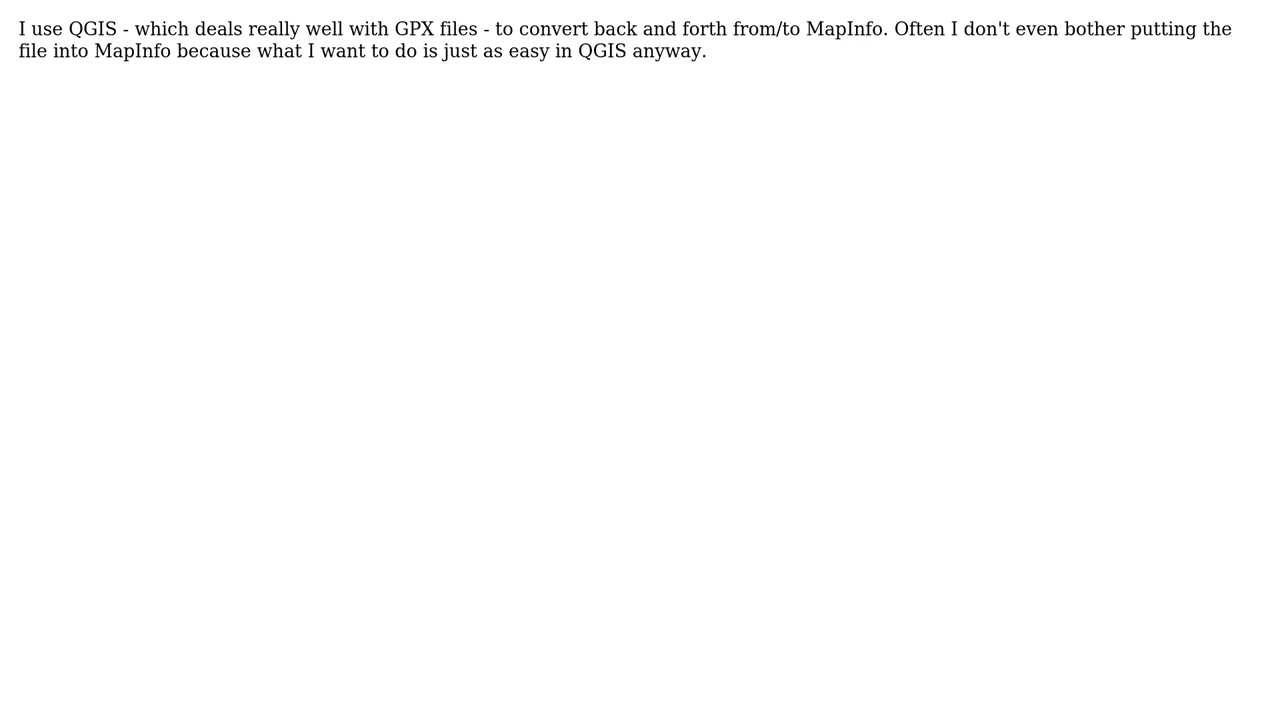 I use QGIS - which deals really well with GPX files - to convert back and forth from/to MapInfo. Often I don't even bother putting the
file into MapInfo because what I want to do is just as easy in QGIS anyway.